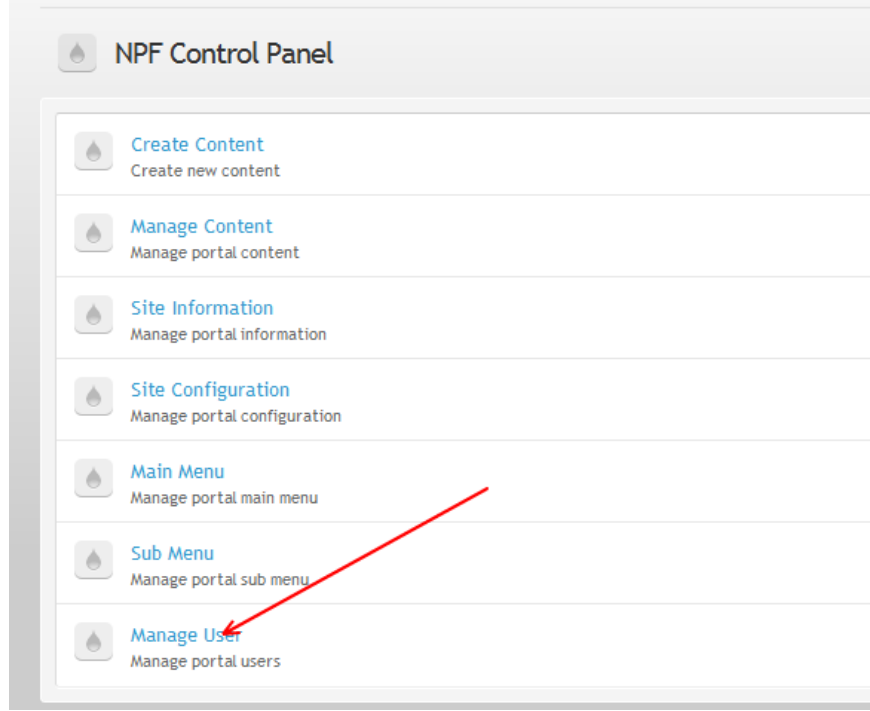 NPF Control Panel
Create Content
Create new content
Manage Content
Manage portal content
Site Information
Manage portal information
Site Configuration
Manage portal configuration
Main Menu
Manage portal main menu
Sub Menu
Manage portal sub menu
Manage User
Manage portal users